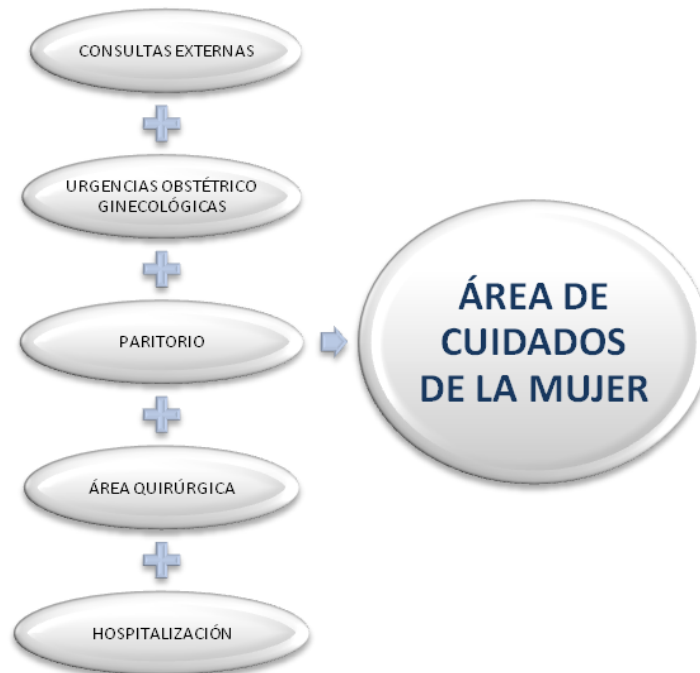 CONSULTAS EXTERNAS
URGENCIAS OBSTÉTRICO
GINECOLÓGICAS
PARITORIO
ÁREA QUIRÚRGICA
HOSPITALIZACIÓN
ÁREA DE
CUIDADOS
DE LA MUJER